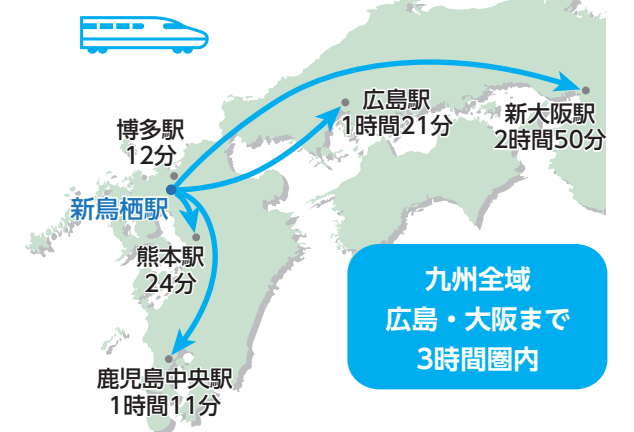 広島駅
1時間21分
新大阪駅
2時間50分
博多駅
12分
新鳥栖駅
熊本駅
24分
鹿児島中央駅
1時間11分
九州全域
広島・大阪まで
3時間圏内